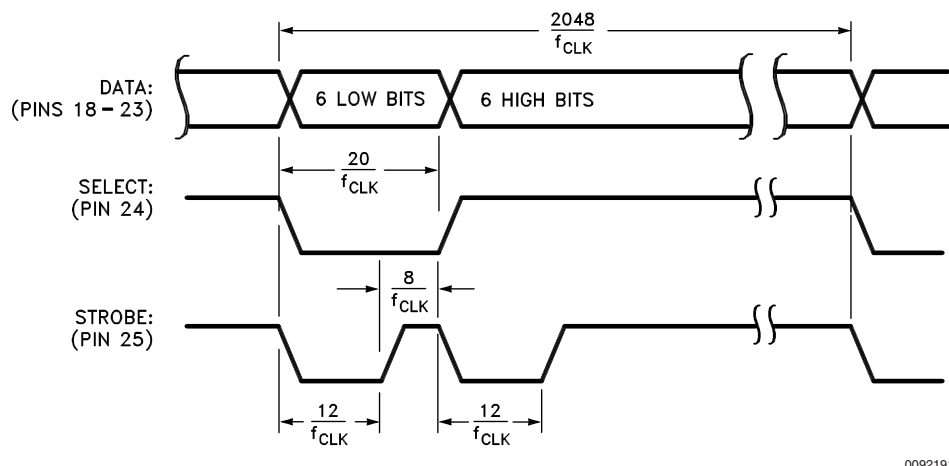 2048
fCLK
DATA:
(PINS 18–23)
6 LOW BITS
6 HIGH BITS
20
fCLK
SELECT:
(PIN 24)
8
fCLK
STROBE:
(PIN 25)
12
fCLK
12
fCLK